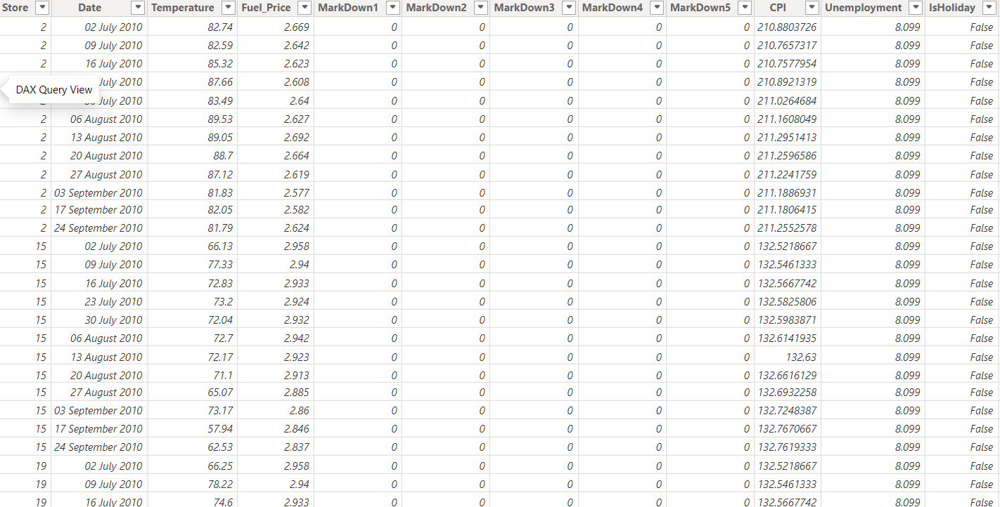 Store Date Temperature Fuel_Price MarkDown1 MarkDown2 MarkDown3 MarkDown4 MarkDown5 CPI Unemployment IsHoliday
2 02 July 2010 82.74 2.669 0 0 0 0 0 210.8803726 8.099 False
2 09 July 2010 82.59 2.642 0 0 0 0 0 210.7657317 8.099 False
2 16 July 2010 85.32 2.623 0 0 0 0 0 210.7577954 8.099 False
July 2010 87.66 2.608 0 0 0 0 0 210.8921319 8.099 False
DAX Query View
July 2010 83.49 2.64 0 0 0 0 0 211.0264684 8.099 False
2 06 August 2010 89.53 2.627 0 0 0 0 0 211.1608049 8.099 False
2 13 August 2010 89.05 2.692 0 0 0 0 0 211.2951413 8.099 False
2 20 August 2010 88.7 2.664 0 0 0 0 0 211.2596586 8.099 False
2 27 August 2010 87.12 2.619 0 0 0 0 0 211.2241759 8.099 False
2 03 September 2010 81.83 2.577 0 0 0 0 0 211.1886931 8.099 False
2 17 September 2010 82.05 2.582 0 0 0 0 0 211.1806415 8.099 False
2 24 September 2010 81.79 2.624 0 0 0 0 0 211.2552578 8.099 False
15 02 July 2010 66.13 2.958 0 0 0 0 0 132.5218667 8.099 False
15 09 July 2010 77.33 2.94 0 0 0 0 0 132.5461333 8.099 False
15 16 July 2010 72.83 2.933 0 0 0 0 0 132.5667742 8.099 False
15 23 July 2010 73.2 2.924 0 0 0 0 0 132.5825806 8.099 False
15 30 July 2010 72.04 2.932 0 0 0 0 0 132.5983871 8.099 False
15 06 August 2010 72.7 2.942 0 0 0 0 0 132.6141935 8.099 False
15 13 August 2010 72.17 2.923 0 0 0 0 0 132.63 8.099 False
15 20 August 2010 71.1 2.913 0 0 0 0 0 132.6616129 8.099 False
15 27 August 2010 65.07 2.885 0 0 0 0 0 132.6932258 8.099 False
15 03 September 2010 73.17 2.86 0 0 0 0 0 132.7248387 8.099 False
15 17 September 2010 57.94 2.846 0 0 0 0 0 132.7670667 8.099 False
15 24 September 2010 62.53 2.837 0 0 0 0 0 132.7619333 8.099 False
19 02 July 2010 66.25 2.958 0 0 0 0 0 132.5218667 8.099 False
19 09 July 2010 78.22 2.94 0 0 0 0 0 132.5461333 8.099 False
19 16 July 2010 74.6 2.933 0 0 0 0 0 132.5667742 8.099 False